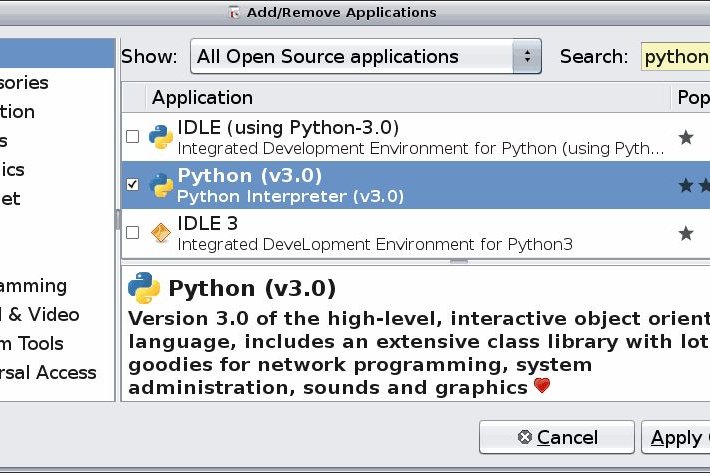 Add/Remove Applications
Show: All Open Source applications Search: python
Application Pop
IDLE (using Python-3.0)
Integrated Development Environment for Python (using Pyth...
Python (v3.0)
Python Interpreter (v3.0)
IDLE 3
Integrated DeveLopment Environment for Python3
sories
tion
s
ics
et
amming
d & Video
m Tools
rsal Access
Python (v3.0)
Version 3.0 of the high-level, interactive object orient
language, includes an extensive class library with lot
goodies for network programming, system
administration, sounds and graphics
Cancel Apply